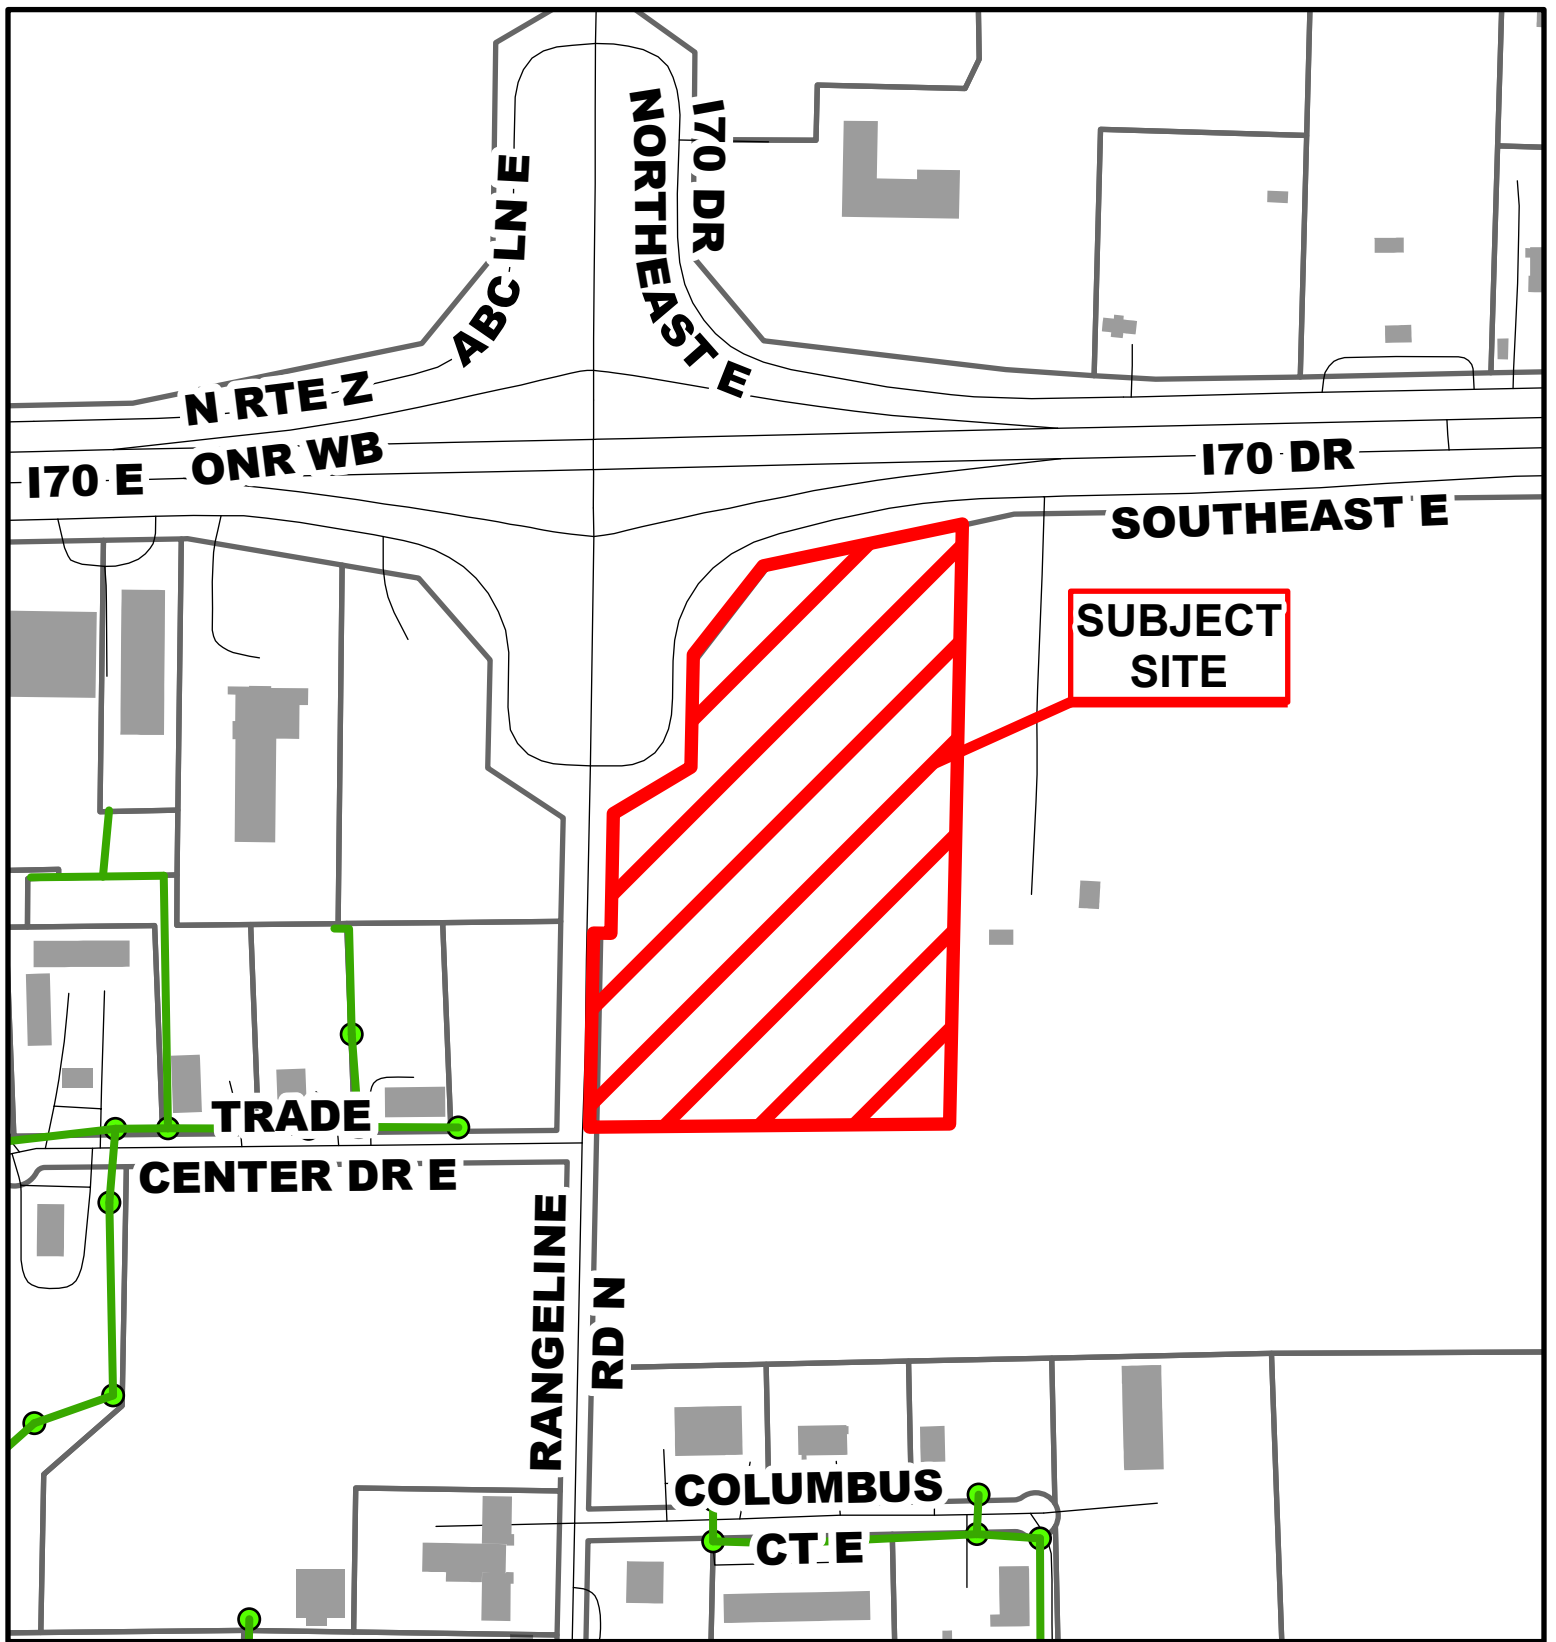 I70 DR
NORTHEAST E
ABC LN E
N RTE Z
ONR WB
I70 E
I70 DR
SOUTHEAST E
SUBJECT
SITE
TRADE
CENTER DR E
RANGELINE
RD N
COLUMBUS
CT E